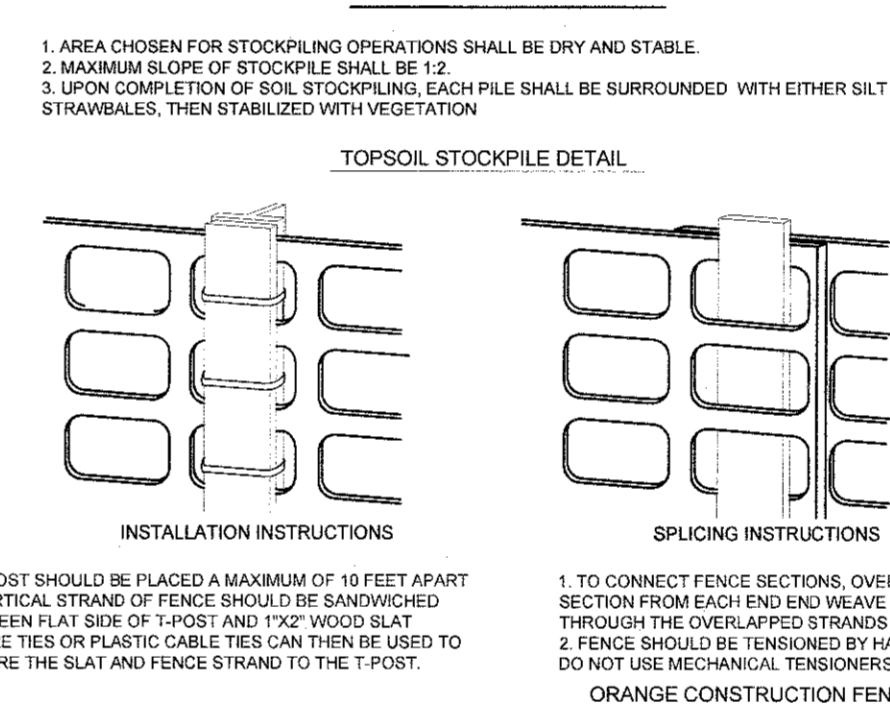 1. AREA CHOSEN FOR STOCKPILING OPERATIONS SHALL BE DRY AND STABLE.
2. MAXIMUM SLOPE OF STOCKPILE SHALL BE 1:2.
3. UPON COMPLETION OF SOIL STOCKPILING, EACH PILE SHALL BE SURROUNDED WITH EITHER SILT
STRAWBALES, THEN STABILIZED WITH VEGETATION
TOPSOIL STOCKPILE DETAIL
INSTALLATION INSTRUCTIONS
OST SHOULD BE PLACED A MAXIMUM OF 10 FEET APART
RTICAL STRAND OF FENCE SHOULD BE SANDWICHED
EEN FLAT SIDE OF T-POST AND 1"X2" WOOD SLAT
E TIES OR PLASTIC CABLE TIES CAN THEN BE USED TO
RE THE SLAT AND FENCE STRAND TO THE T-POST.
SPLICING INSTRUCTIONS
1. TO CONNECT FENCE SECTIONS, OVE
SECTION FROM EACH END END WEAVE
THROUGH THE OVERLAPPED STRANDS
2. FENCE SHOULD BE TENSIONED BY HA
DO NOT USE MECHANICAL TENSIONERS
ORANGE CONSTRUCTION FEN